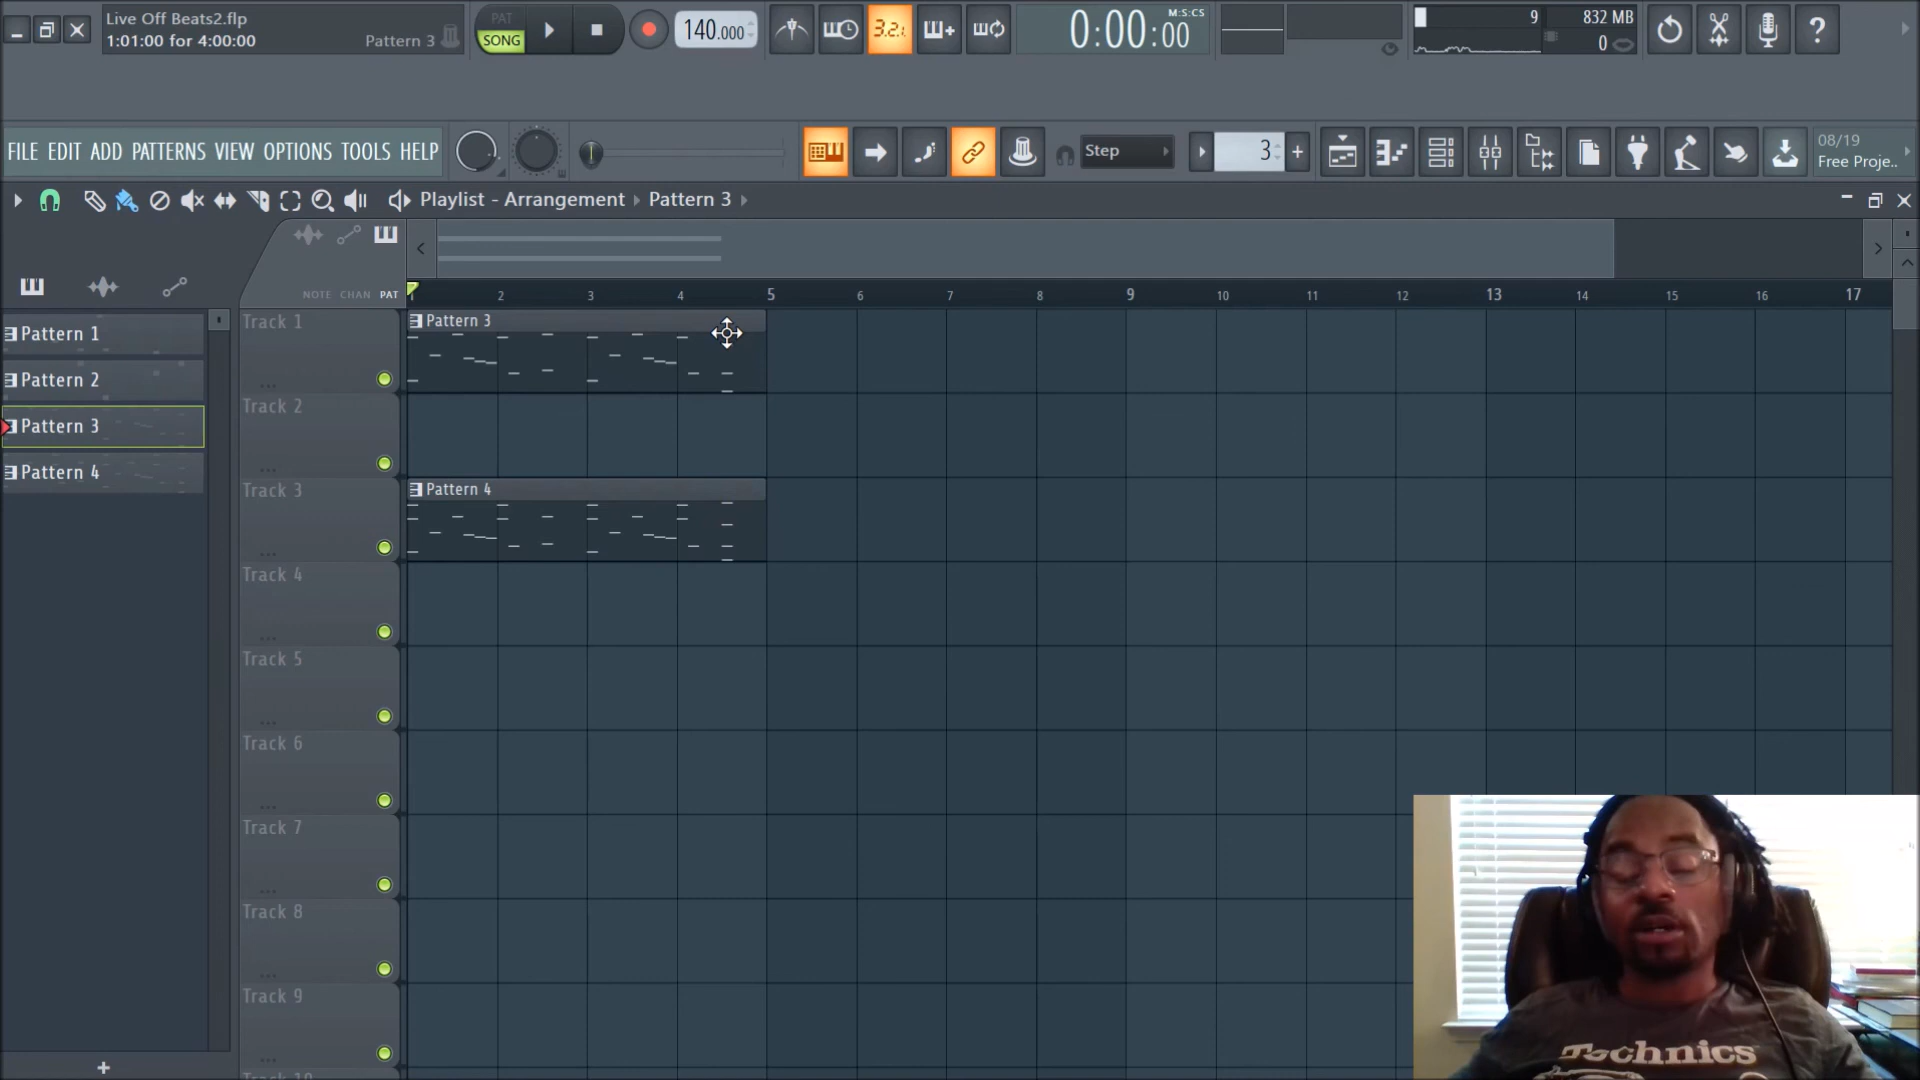 Live Off Beats2.flp
1:01:00 for 4:00:00
Pattern 3
PAT
SONG
140.000
3.2.1
M:S:CS
0:00:00
9
832 MB
0
?
FILE EDIT ADD PATTERNS VIEW OPTIONS TOOLS HELP
Step
3
+
08/19
Free Proje..
Playlist - Arrangement
Pattern 3
NOTE CHAN PAT
1 2 3 4 5 6 7 8 9 10 11 12 13 14 15 16 17
Pattern 1
Pattern 2
Pattern 3
Pattern 4
+
Track 1
...
Track 2
...
Track 3
...
Track 4
...
Track 5
...
Track 6
...
Track 7
...
Track 8
...
Track 9
...
Track 10
Pattern 3
Pattern 4
Technics